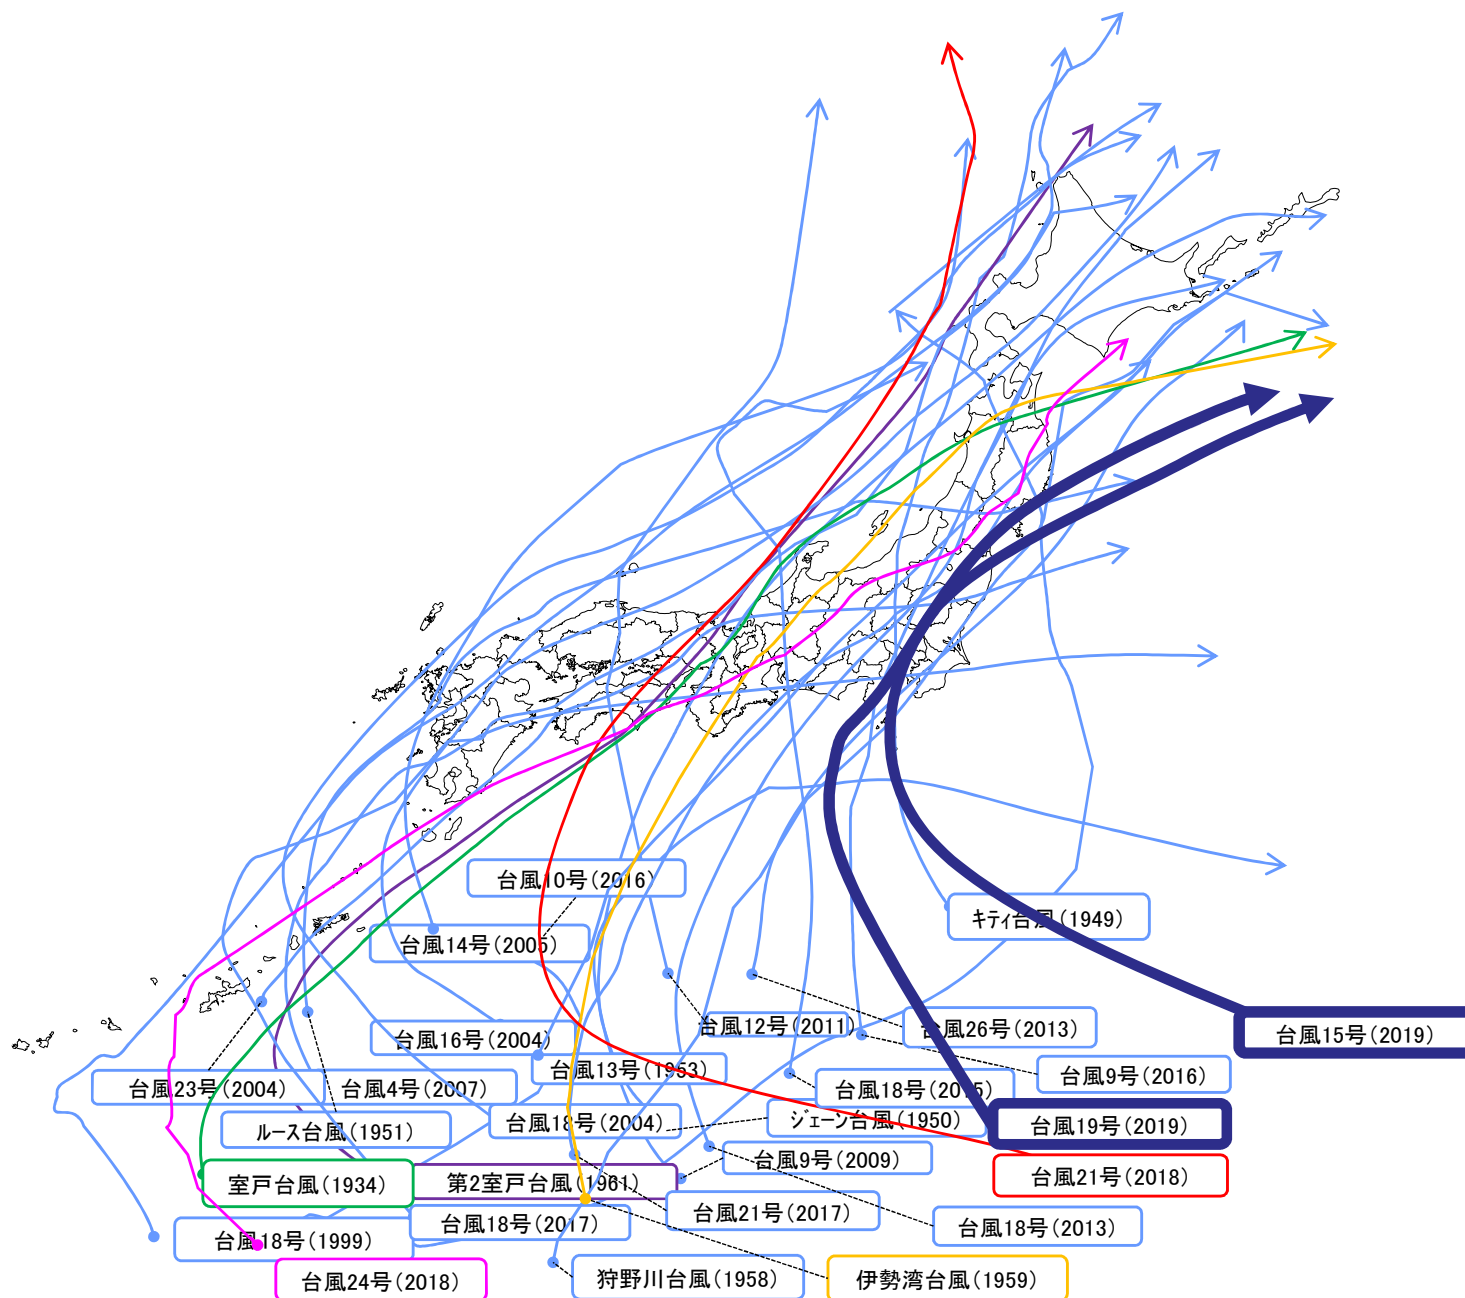 台風10号(2016)
台風14号(2005)
ｷﾃｨ台風(1949)
台風16号(2004)
台風12号(2011)
台風26号(2013)
台風15号(2019)
台風13号(1953)
台風23号(2004)
台風4号(2007)
台風18号(2015)
台風9号(2016)
ﾙｰｽ台風(1951)
台風18号(2004)
ｼﾞｪｰﾝ台風(1950)
台風19号(2019)
台風9号(2009)
台風21号(2018)
室戸台風(1934)
第2室戸台風(1961)
台風21号(2017)
台風18号(2017)
台風18号(2013)
台風18号(1999)
台風24号(2018)
狩野川台風(1958)
伊勢湾台風(1959)